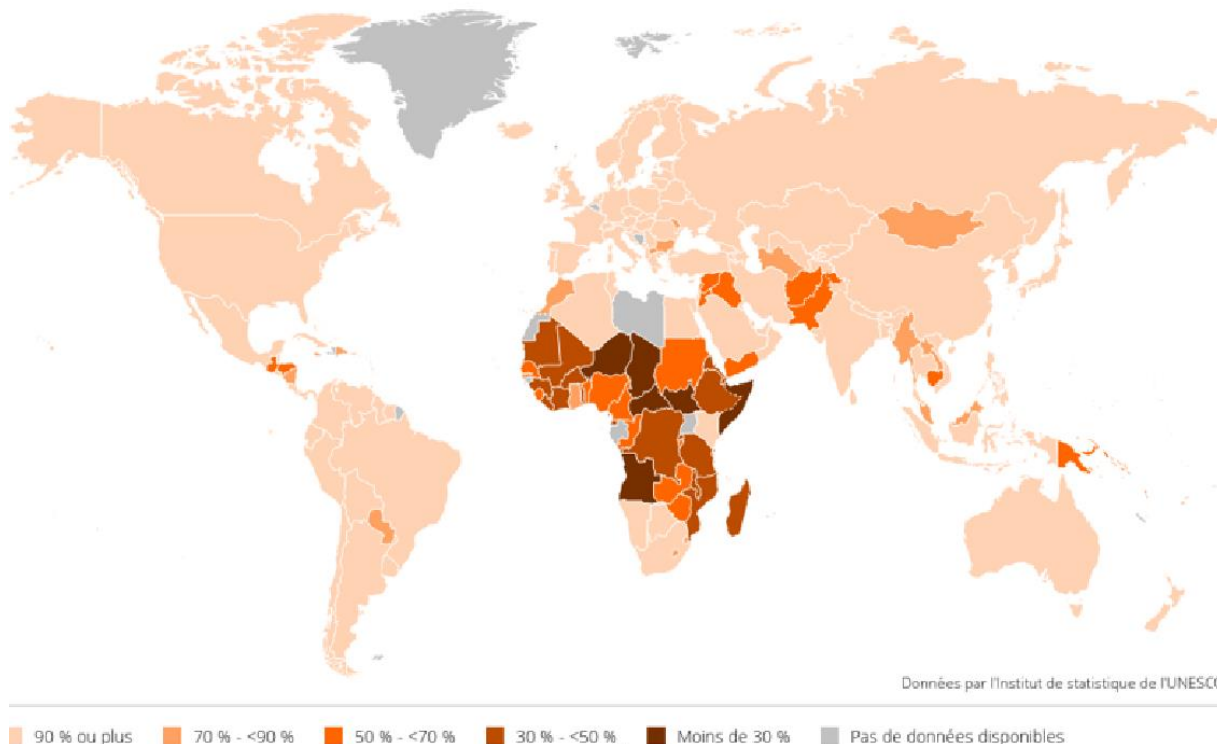 Données par l'Institut de statistique de l'UNESCO
90 % ou plus 70 % - <90 % 50 % - <70 % 30 % - <50 % Moins de 30 % Pas de données disponibles